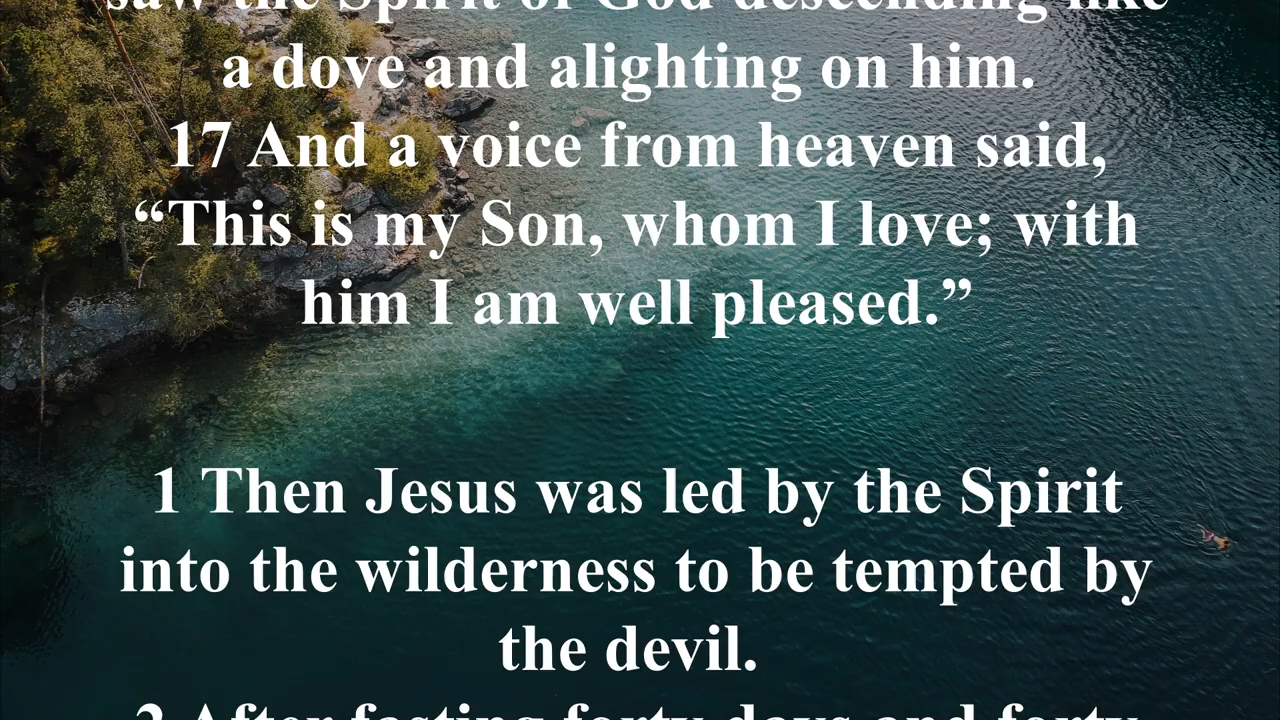 saw the Spirit of God descending like
a dove and alighting on him.
17 And a voice from heaven said,
“This is my Son, whom I love; with
him I am well pleased.”
1 Then Jesus was led by the Spirit
into the wilderness to be tempted by
the devil.
2 After fasting forty days and forty